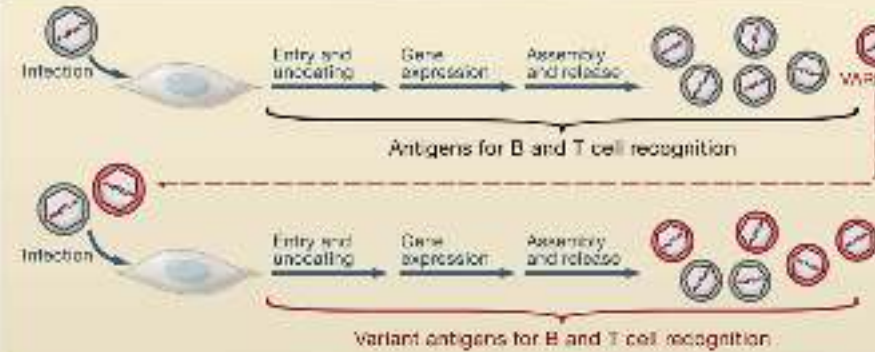 Infection
Entry and
uncoating
Gene
expression
Assembly
and release
VAR
Antigens for B and T cell recognition
Infection
Entry and
uncoating
Gene
expression
Assembly
and release
Variant antigens for B and T cell recognition